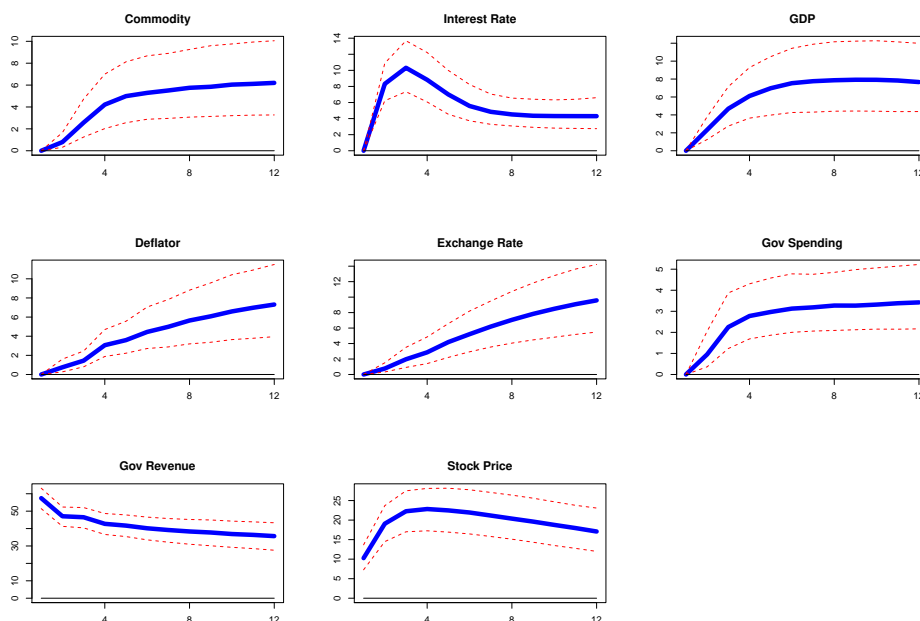 Commodity
0 2 4 6 8 10
4 8 12
Interest Rate
0 2 4 6 8 10 14
4 8 12
GDP
0 2 4 6 8 10
4 8 12
Deflator
0 2 4 6 8 10
4 8 12
Exchange Rate
0 2 4 6 8 12
4 8 12
Gov Spending
0 1 2 3 4 5
4 8 12
Gov Revenue
0 10 30 50
4 8 12
Stock Price
0 5 10 15 20 25
4 8 12